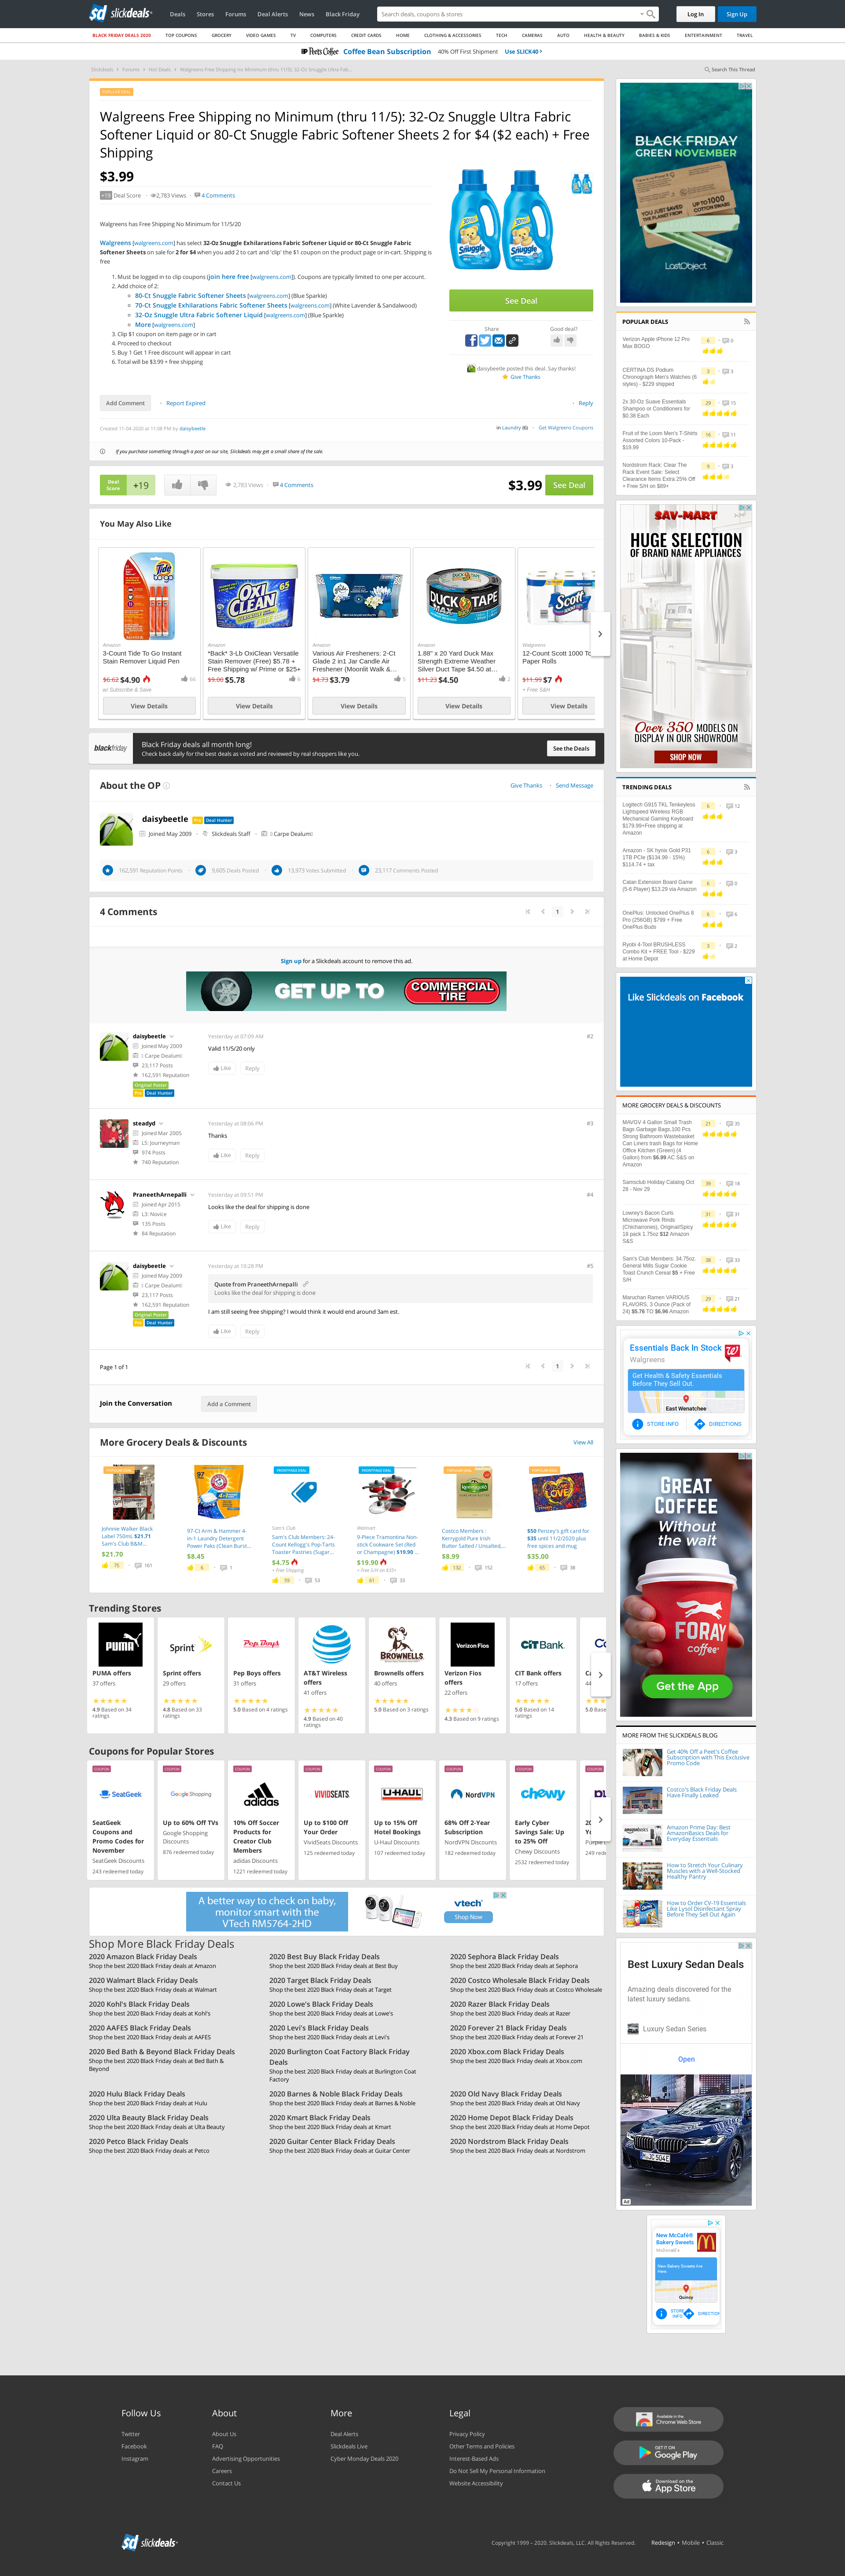 slickdeals
Deals
Stores
Forums
Deal Alerts
News
Black Friday
Search deals, coupons & stores
Log In
Sign Up
BLACK FRIDAY DEALS 2020
TOP COUPONS
GROCERY
VIDEO GAMES
TV
COMPUTERS
CREDIT CARDS
HOME
CLOTHING & ACCESSORIES
TECH
CAMERAS
AUTO
HEALTH & BEAUTY
BABIES & KIDS
ENTERTAINMENT
TRAVEL
Peet's Coffee Coffee Bean Subscription 40% Off First Shipment Use SLICK40
Slickdeals > Forums > Hot Deals > Walgreens Free Shipping no Minimum (thru 11/5): 32-Oz Snuggle Ultra Fab...
Search This Thread
POPULAR DEAL
Walgreens Free Shipping no Minimum (thru 11/5): 32-Oz Snuggle Ultra Fabric
Softener Liquid or 80-Ct Snuggle Fabric Softener Sheets 2 for $4 ($2 each) + Free
Shipping
$3.99
+19 Deal Score
2,783 Views
4 Comments
Walgreens has Free Shipping No Minimum for 11/5/20
Walgreens [walgreens.com] has select 32-Oz Snuggle Exhilarations Fabric Softener Liquid or 80-Ct Snuggle Fabric
Softener Sheets on sale for 2 for $4 when you add 2 to cart and 'clip' the $1 coupon on the product page or in-cart. Shipping is
free
1. Must be logged in to clip coupons (join here free [walgreens.com]). Coupons are typically limited to one per account.
2. Add choice of 2:
80-Ct Snuggle Fabric Softener Sheets [walgreens.com] (Blue Sparkle)
70-Ct Snuggle Exhilarations Fabric Softener Sheets [walgreens.com] (White Lavender & Sandalwood)
32-Oz Snuggle Ultra Fabric Softener Liquid [walgreens.com] (Blue Sparkle)
More [walgreens.com]
3. Clip $1 coupon on item page or in cart
4. Proceed to checkout
5. Buy 1 Get 1 Free discount will appear in cart
6. Total will be $3.99 + free shipping
See Deal
Share
Good deal?
daisybeetle posted this deal. Say thanks!
Give Thanks
Add Comment
Report Expired
Reply
Created 11-04-2020 at 11:08 PM by daisybeetle
in Laundry (6)
Get Walgreens Coupons
If you purchase something through a post on our site, Slickdeals may get a small share of the sale.
Deal
Score
+19
2,783 Views
4 Comments
$3.99
See Deal
You May Also Like
Amazon
3-Count Tide To Go Instant
Stain Remover Liquid Pen
$6.62 $4.90
66
w/ Subscribe & Save
View Details
Amazon
*Back* 3-Lb OxiClean Versatile
Stain Remover (Free) $5.78 +
Free Shipping w/ Prime or $25+
$9.00 $5.78
6
View Details
Amazon
Various Air Fresheners: 2-Ct
Glade 2 in1 Jar Candle Air
Freshener (Moonlit Walk &...
$4.73 $3.79
5
View Details
Amazon
1.88" x 20 Yard Duck Max
Strength Extreme Weather
Silver Duct Tape $4.50 at...
$11.23 $4.50
2
View Details
Walgreens
12-Count Scott 1000 To
Paper Rolls
$11.99 $7
+ Free S&H
View Details
blackfriday
Black Friday deals all month long!
Check back daily for the best deals as voted and reviewed by real shoppers like you.
See the Deals
About the OP
Give Thanks
Send Message
daisybeetle Pro Deal Hunter
Joined May 2009
Slickdeals Staff
Carpe Dealum!
162,591 Reputation Points
9,605 Deals Posted
13,973 Votes Submitted
23,117 Comments Posted
4 Comments
1
Sign up for a Slickdeals account to remove this ad.
GET UP TO
COMMERCIAL
TIRE
daisybeetle
Yesterday at 07:09 AM
#2
Joined May 2009
Carpe Dealum!
23,117 Posts
162,591 Reputation
Original Poster
Pro Deal Hunter
Valid 11/5/20 only
Like
Reply
steadyd
Yesterday at 08:06 PM
#3
Joined Mar 2005
L5: Journeyman
974 Posts
740 Reputation
Thanks
Like
Reply
PraneethArnepalli
Yesterday at 09:51 PM
#4
Joined Apr 2015
L3: Novice
135 Posts
84 Reputation
Looks like the deal for shipping is done
Like
Reply
daisybeetle
Yesterday at 10:28 PM
#5
Joined May 2009
Carpe Dealum!
23,117 Posts
162,591 Reputation
Original Poster
Pro Deal Hunter
Quote from PraneethArnepalli
Looks like the deal for shipping is done
I am still seeing free shipping? I would think it would end around 3am est.
Like
Reply
Page 1 of 1
1
Join the Conversation
Add a Comment
More Grocery Deals & Discounts
View All
Johnnie Walker Black
Label 750mL $21.71
Sam's Club B&M...
$21.70
75
161
97-Ct Arm & Hammer 4-
in-1 Laundry Detergent
Power Paks (Clean Burst...
$8.45
6
1
FRONTPAGE DEAL
Sam's Club
Sam's Club Members: 24-
Count Kellogg's Pop-Tarts
Toaster Pastries (Sugar...
$4.75
+ Free Shipping
59
53
FRONTPAGE DEAL
Walmart
9-Piece Tramontina Non-
stick Cookware Set (Red
or Champagne) $19.90 ...
$19.90
+ free S/H on $35+
61
33
Costco Members :
Kerrygold Pure Irish
Butter Salted / Unsalted,...
$8.99
132
152
$50 Penzey's gift card for
$35 until 11/2/2020 plus
free spices and mug
$35.00
65
38
Trending Stores
PUMA offers
37 offers
4.9 Based on 34
ratings
Sprint offers
29 offers
4.8 Based on 33
ratings
Pep Boys offers
31 offers
5.0 Based on 4 ratings
AT&T Wireless
offers
41 offers
4.9 Based on 40
ratings
Brownells offers
40 offers
5.0 Based on 3 ratings
Verizon Fios
offers
22 offers
4.3 Based on 9 ratings
CIT Bank offers
17 offers
5.0 Based on 14
ratings
Coupons for Popular Stores
COUPON
SeatGeek
SeatGeek
Coupons and
Promo Codes for
November
SeatGeek Discounts
243 redeemed today
COUPON
Google Shopping
Up to 60% Off TVs
Google Shopping
Discounts
876 redeemed today
COUPON
adidas
10% Off Soccer
Products for
Creator Club
Members
adidas Discounts
1221 redeemed today
COUPON
VIVIDSEATS
Up to $100 Off
Your Order
VividSeats Discounts
125 redeemed today
COUPON
U-HAUL
Up to 15% Off
Hotel Bookings
U-Haul Discounts
107 redeemed today
COUPON
NordVPN
68% Off 2-Year
Subscription
NordVPN Discounts
182 redeemed today
COUPON
chewy
Early Cyber
Savings Sale: Up
to 25% Off
Chewy Discounts
2532 redeemed today
COUPON
A better way to check on baby,
monitor smart with the
VTech RM5764-2HD
vtech
Shop Now
Shop More Black Friday Deals
2020 Amazon Black Friday Deals
Shop the best 2020 Black Friday deals at Amazon
2020 Best Buy Black Friday Deals
Shop the best 2020 Black Friday deals at Best Buy
2020 Sephora Black Friday Deals
Shop the best 2020 Black Friday deals at Sephora
2020 Walmart Black Friday Deals
Shop the best 2020 Black Friday deals at Walmart
2020 Target Black Friday Deals
Shop the best 2020 Black Friday deals at Target
2020 Costco Wholesale Black Friday Deals
Shop the best 2020 Black Friday deals at Costco Wholesale
2020 Kohl's Black Friday Deals
Shop the best 2020 Black Friday deals at Kohl's
2020 Lowe's Black Friday Deals
Shop the best 2020 Black Friday deals at Lowe's
2020 Razer Black Friday Deals
Shop the best 2020 Black Friday deals at Razer
2020 AAFES Black Friday Deals
Shop the best 2020 Black Friday deals at AAFES
2020 Levi's Black Friday Deals
Shop the best 2020 Black Friday deals at Levi's
2020 Forever 21 Black Friday Deals
Shop the best 2020 Black Friday deals at Forever 21
2020 Bed Bath & Beyond Black Friday Deals
Shop the best 2020 Black Friday deals at Bed Bath &
Beyond
2020 Burlington Coat Factory Black Friday
Deals
Shop the best 2020 Black Friday deals at Burlington Coat
Factory
2020 Xbox.com Black Friday Deals
Shop the best 2020 Black Friday deals at Xbox.com
2020 Hulu Black Friday Deals
Shop the best 2020 Black Friday deals at Hulu
2020 Barnes & Noble Black Friday Deals
Shop the best 2020 Black Friday deals at Barnes & Noble
2020 Old Navy Black Friday Deals
Shop the best 2020 Black Friday deals at Old Navy
2020 Ulta Beauty Black Friday Deals
Shop the best 2020 Black Friday deals at Ulta Beauty
2020 Kmart Black Friday Deals
Shop the best 2020 Black Friday deals at Kmart
2020 Home Depot Black Friday Deals
Shop the best 2020 Black Friday deals at Home Depot
2020 Petco Black Friday Deals
Shop the best 2020 Black Friday deals at Petco
2020 Guitar Center Black Friday Deals
Shop the best 2020 Black Friday deals at Guitar Center
2020 Nordstrom Black Friday Deals
Shop the best 2020 Black Friday deals at Nordstrom
BLACK FRIDAY
GREEN NOVEMBER
LastObject
POPULAR DEALS
Verizon Apple iPhone 12 Pro
Max BOGO
6
0
CERTINA DS Podium
Chronograph Men's Watches (6
styles) - $229 shipped
3
3
2x 30-Oz Suave Essentials
Shampoo or Conditioners for
$0.38 Each
29
15
Fruit of the Loom Men's T-Shirts
Assorted Colors 10-Pack -
$19.99
16
11
Nordstrom Rack: Clear The
Rack Event Sale: Select
Clearance Items Extra 25% Off
+ Free S/H on $89+
9
3
SAV-MART
HUGE SELECTION
OF BRAND NAME APPLIANCES
Over 350 MODELS
ON DISPLAY IN OUR SHOWROOM
SHOP NOW
TRENDING DEALS
Logitech G915 TKL Tenkeyless
Lightspeed Wireless RGB
Mechanical Gaming Keyboard
$179.99+Free shipping at
Amazon
6
12
Amazon - SK hynix Gold P31
1TB PCIe ($134.99 - 15%)
$114.74 + tax
6
3
Catan Extension Board Game
(5-6 Player) $13.29 via Amazon
6
0
OnePlus: Unlocked OnePlus 8
Pro (256GB) $799 + Free
OnePlus Buds
6
6
Ryobi 4-Tool BRUSHLESS
Combo Kit + FREE Tool - $229
at Home Depot
3
2
Like Slickdeals on Facebook
MORE GROCERY DEALS & DISCOUNTS
MAVGV 4 Gallon Small Trash
Bags Garbage Bags,100 Pcs
Strong Bathroom Wastebasket
Can Liners trash Bags for Home
Office Kitchen (Green) (4
Gallon) from $6.99 AC S&S on
Amazon
21
35
Samsclub Holiday Catalog Oct
28 - Nov 29
39
18
Lowrey's Bacon Curls
Microwave Pork Rinds
(Chicharrones), Original/Spicy
18 pack 1.75oz $12 Amazon
S&S
31
31
Sam's Club Members: 34.75oz.
General Mills Sugar Cookie
Toast Crunch Cereal $5 + Free
S/H
38
33
Maruchan Ramen VARIOUS
FLAVORS, 3 Ounce (Pack of
24) $5.76 TO $6.96 Amazon
29
21
Essentials Back In Stock
Walgreens
Get Health & Safety Essentials
Before They Sell Out.
East Wenatchee
STORE INFO
DIRECTIONS
GREAT
COFFEE
Without the
wait
FORAY
coffee
Get the App
MORE FROM THE SLICKDEALS BLOG
Get 40% Off a Peet's Coffee
Subscription with This Exclusive
Promo Code
Costco's Black Friday Deals
Have Finally Leaked
Amazon Prime Day: Best
AmazonBasics Deals for
Everyday Essentials
How to Stretch Your Culinary
Muscles with a Well-Stocked
Healthy Pantry
How to Order CV-19 Essentials
Like Lysol Disinfectant Spray
Before They Sell Out Again
Best Luxury Sedan Deals
Amazing deals discovered for the
latest luxury sedans.
Luxury Sedan Series
Open
Ad
New McCafé®
Bakery Sweets
McDonald's
New Bakery Sweets Are
Here.
Quincy
STORE
INFO
Follow Us
Twitter
Facebook
Instagram
About
About Us
FAQ
Advertising Opportunities
Careers
Contact Us
More
Deal Alerts
Slickdeals Live
Cyber Monday Deals 2020
Legal
Privacy Policy
Other Terms and Policies
Interest-Based Ads
Do Not Sell My Personal Information
Website Accessibility
Available in the
Chrome Web Store
GET IT ON
Google Play
Download on the
App Store
slickdeals
Copyright 1999 - 2020. Slickdeals, LLC. All Rights Reserved.
Redesign • Mobile • Classic